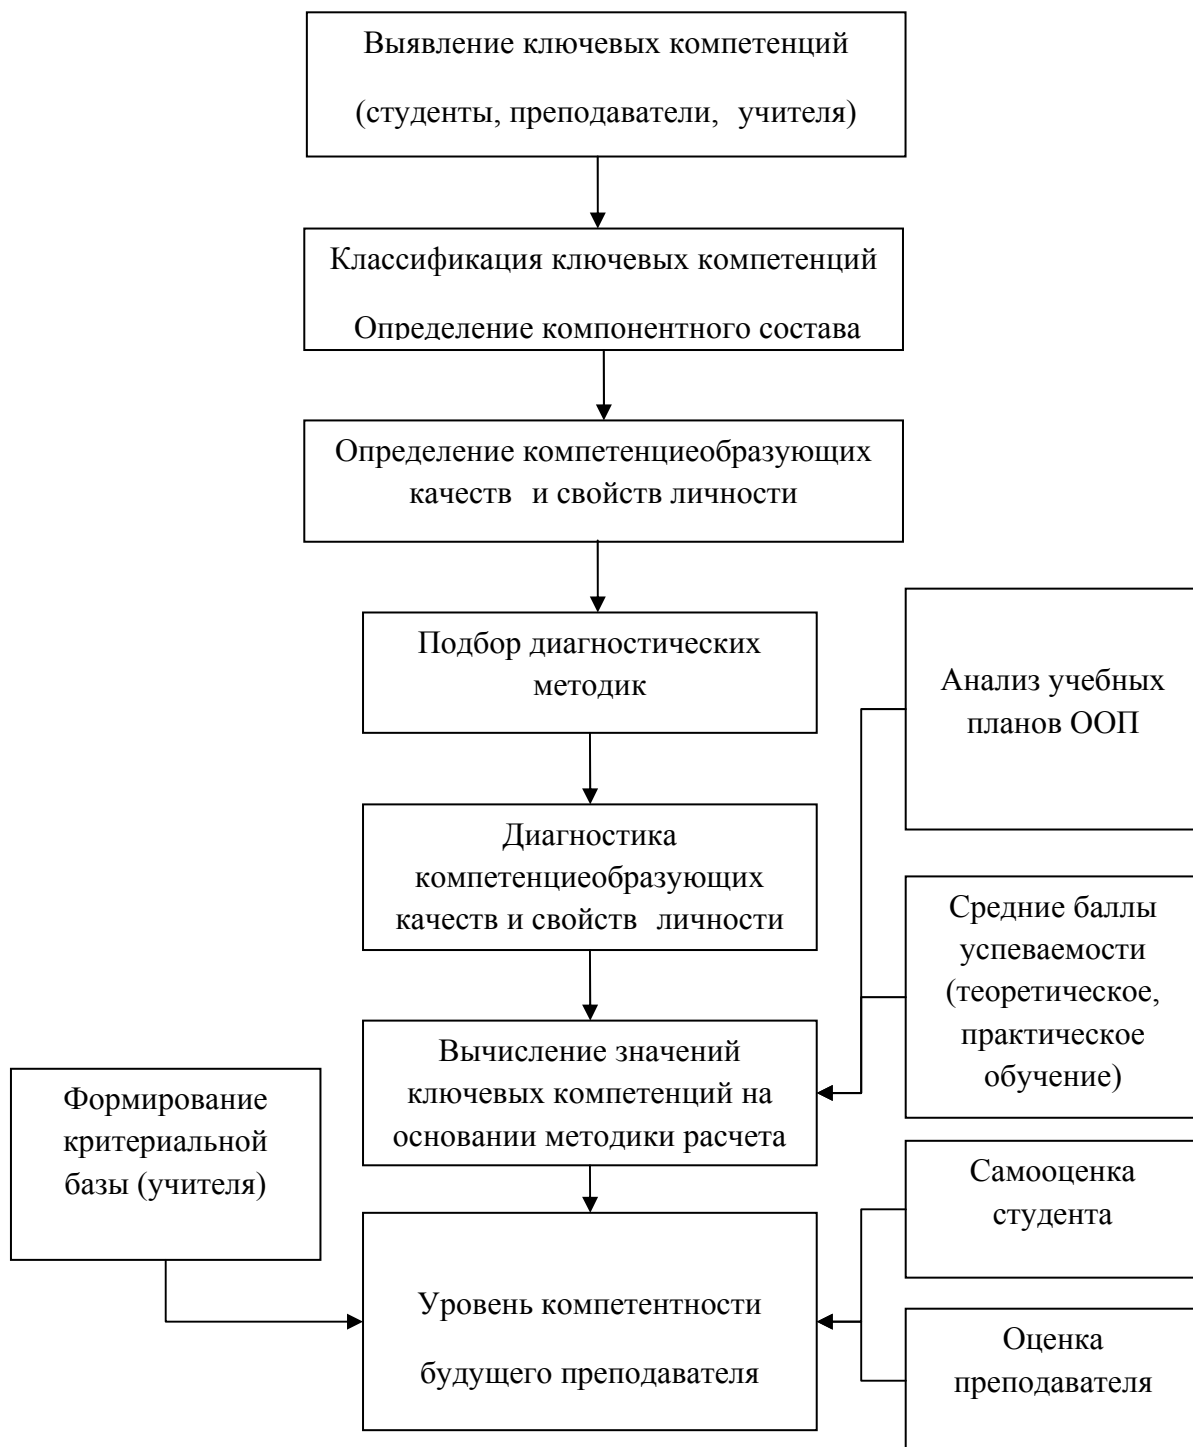 Выявление ключевых компетенций
(студенты, преподаватели, учителя)
Классификация ключевых компетенций
Определение компонентного состава
Определение компетенциеобразующих
качеств и свойств личности
Подбор диагностических
методик
Анализ учебных
планов ООП
Диагностика
компетенциеобразующих
качеств и свойств личности
Средние баллы
успеваемости
(теоретическое,
практическое
обучение)
Вычисление значений
ключевых компетенций на
основании методики расчета
Формирование
критериальной
базы (учителя)
Самооценка
студента
Уровень компетентности
будущего преподавателя
Оценка
преподавателя